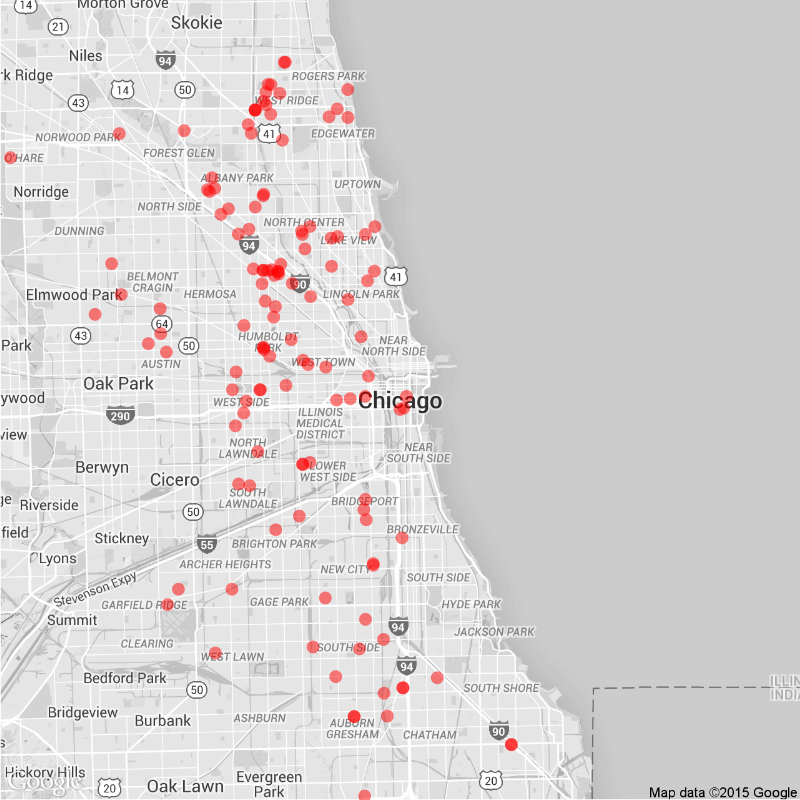 14
Morton Grove
21
Skokie
Niles
94
rk Ridge
14
50
ROGERS PARK
43
WEST RIDGE
NORWOOD PARK
41
EDGEWATER
O'HARE
FOREST GLEN
ALBANY PARK
Norridge
UPTOWN
NORTH SIDE
DUNNING
NORTH CENTER
94
LAKE VIEW
BELMONT
CRAGIN
90
41
Elmwood Park
HERMOSA
LINCOLN PARK
64
43
HUMBOLDT
PARK
NEAR
NORTH SIDE
Park
50
AUSTIN
WEST TOWN
Oak Park
ywood
WEST SIDE
Chicago
290
ILLINOIS
MEDICAL
DISTRICT
view
NORTH
LAWNDALE
NEAR
SOUTH SIDE
Berwyn
LOWER
WEST SIDE
Cicero
SOUTH
LAWNDALE
ge
Riverside
50
BRIDGEPORT
field
Stickney
BRONZEVILLE
55
BRIGHTON PARK
Lyons
ARCHER HEIGHTS
NEW CITY
SOUTH SIDE
Stevenson Expy
GARFIELD RIDGE
GAGE PARK
HYDE PARK
Summit
94
JACKSON PARK
CLEARING
SOUTH SIDE
WEST LAWN
94
Bedford Park
50
SOUTH SHORE
ILLIN
INDIA
Bridgeview
Burbank
ASHBURN
AUBURN
GRESHAM
CHATHAM
90
s
Hickory Hills
Google
20
Oak Lawn
Evergreen
Park
20
Map data ©2015 Google